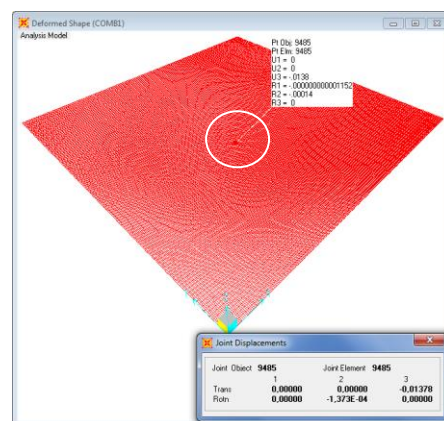 Deformed Shape (COMB1)
Analysis Model
Pt Obj: 9485
Pt Elm: 9485
U1 = 0
U2 = 0
U3 = -.0138
R1 = -.000000000001152
R2 = -.00014
R3 = 0
Joint Displacements
Joint Object 9485 Joint Element 9485
1 2 3
Trans 0,00000 0,00000 -0,01378
Rotn 0,00000 -1,373E-04 0,00000